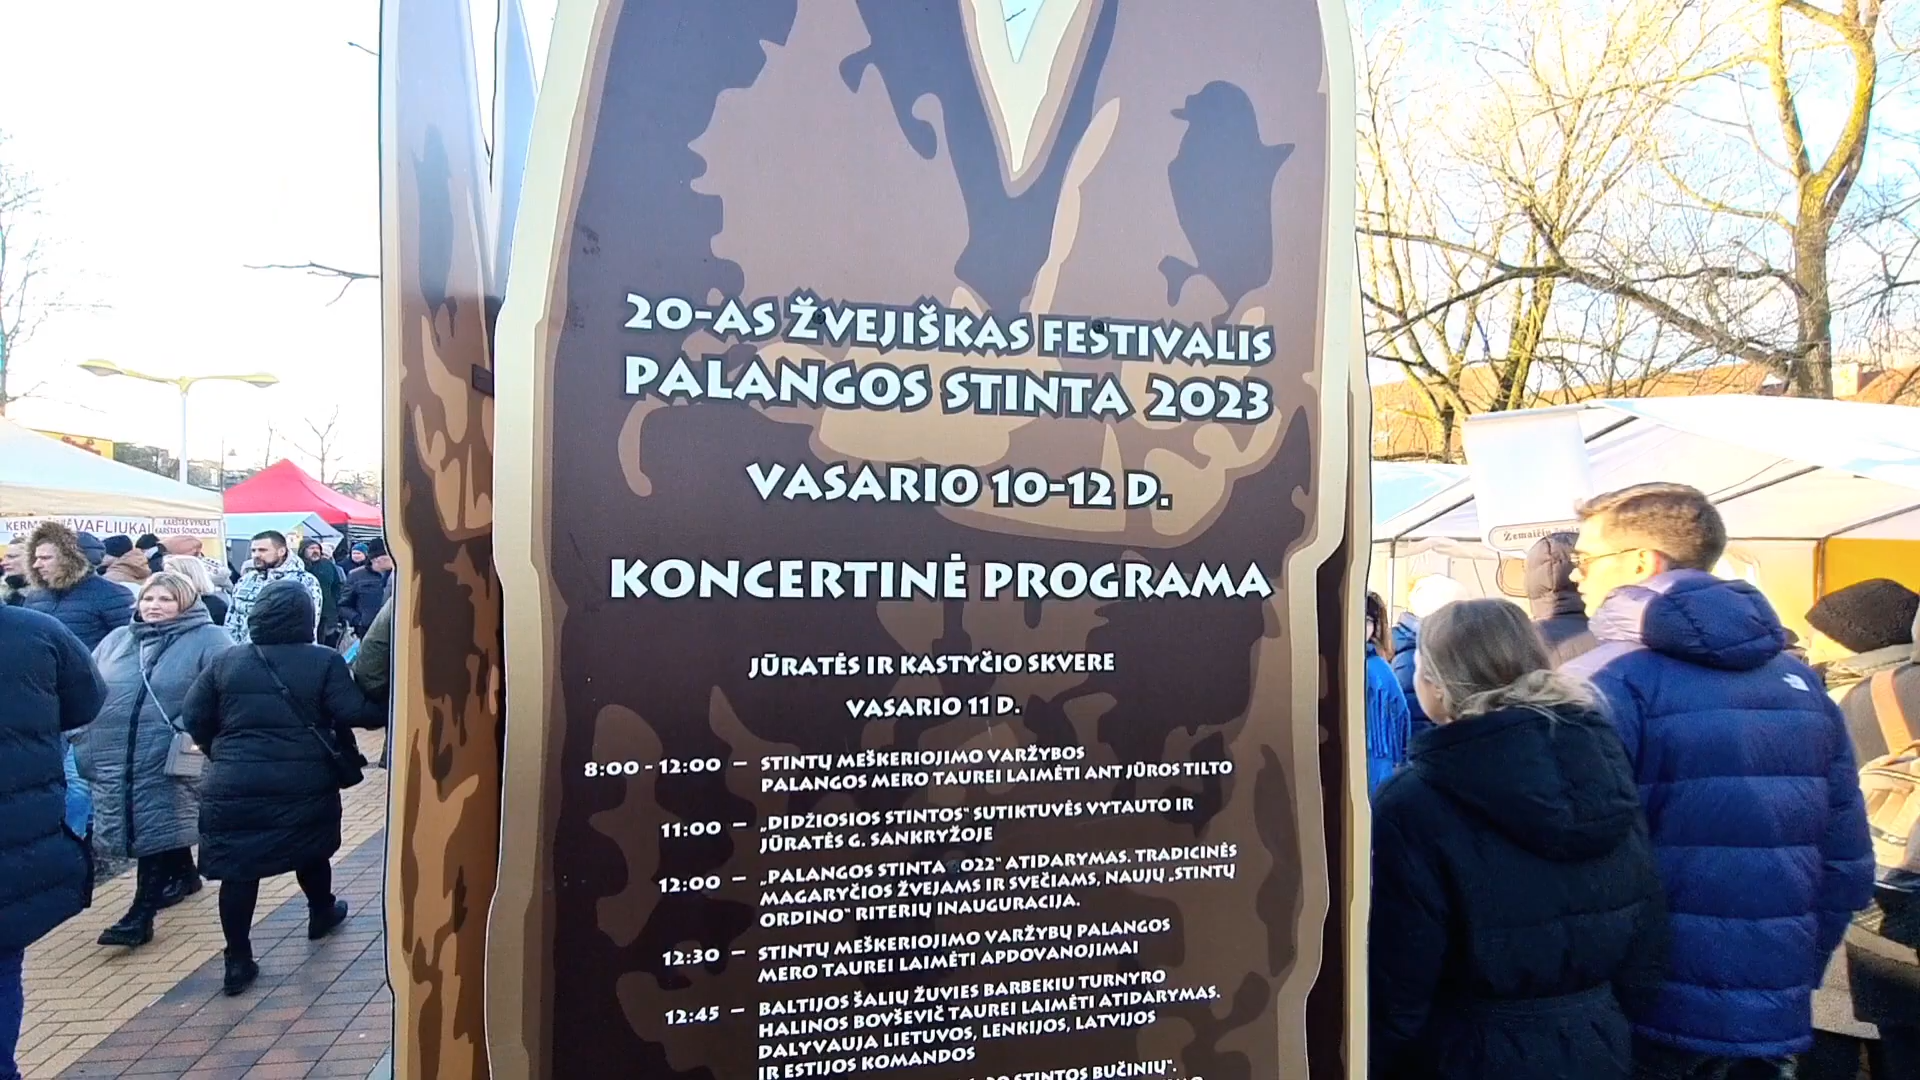 20-AS ŽVEJIŠKAS FESTIVALIS
PALANGOS STINTA 2023
VASARIO 10-12 D.
KONCERTINĖ PROGRAMA
JŪRATĖS IR KASTYČIO SKVERE
VASARIO 11 D.
8:00 - 12:00 – STINTŲ MEŠKERIOJIMO VARŽYBOS
PALANGOS MERO TAUREI LAIMĖTI ANT JŪROS TILTO
11:00 – „DIDŽIOSIOS STINTOS“ SUTIKTUVĖS VYTAUTO IR
JŪRATĖS G. SANKRYŽOJE
12:00 – „PALANGOS STINTA 022“ ATIDARYMAS. TRADICINĖS
MAGARYČIOS ŽVEJAMS IR SVEČIAMS, NAUJŲ „STINTŲ
ORDINO“ RITERIŲ INAUGURACIJA.
12:30 – STINTŲ MEŠKERIOJIMO VARŽYBŲ PALANGOS
MERO TAUREI LAIMĖTI APDOVANOJIMAI
12:45 – BALTIJOS ŠALIŲ ŽUVIES BARBEKIU TURNYRO
HALINOS BOVŠEVIČ TAUREI LAIMĖTI ATIDARYMAS.
DALYVAUJA LIETUVOS, LENKIJOS, LATVIJOS
IR ESTIJOS KOMANDOS
STINTOS BUČINIŲ“.
VAFLIUKAI
KARŠTAS VYNAS
KARŠTAS ŠOKOLADAS